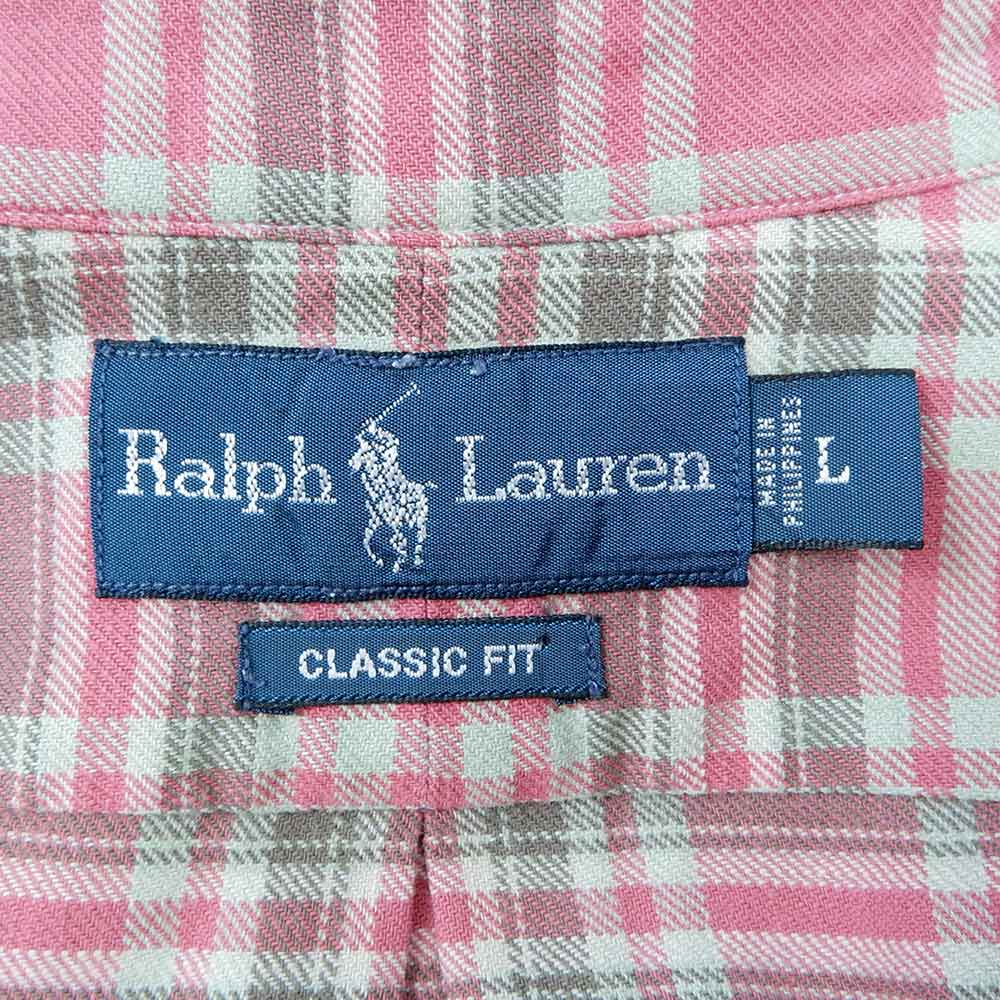 Ralph Lauren
MADE IN
PHILIPPINES
L
CLASSIC FIT